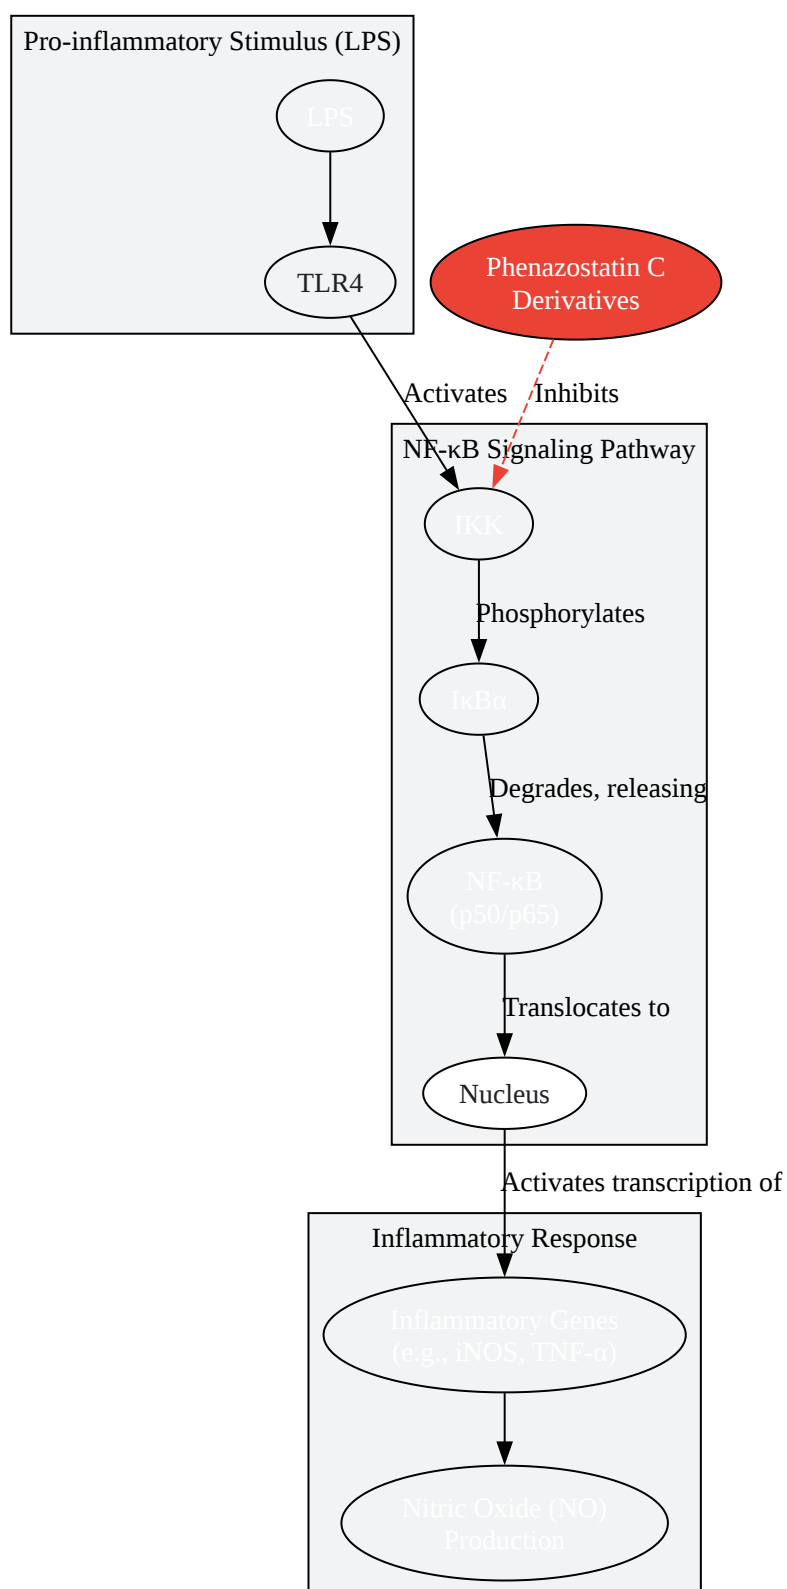 Pro-inflammatory Stimulus (LPS)
LPS
TLR4
Phenazostatin C
Derivatives
Activates
Inhibits
NF-κB Signaling Pathway
IKK
Phosphorylates
IκBα
Degrades, releasing
NF-κB
(p50/p65)
Translocates to
Nucleus
Activates transcription of
Inflammatory Response
Inflammatory Genes
(e.g., iNOS, TNF-α)
Nitric Oxide (NO)
Production